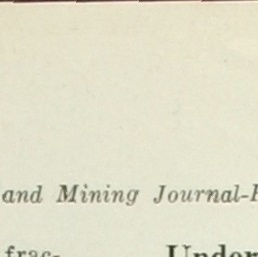 and Mining Journal-
frac-
Under